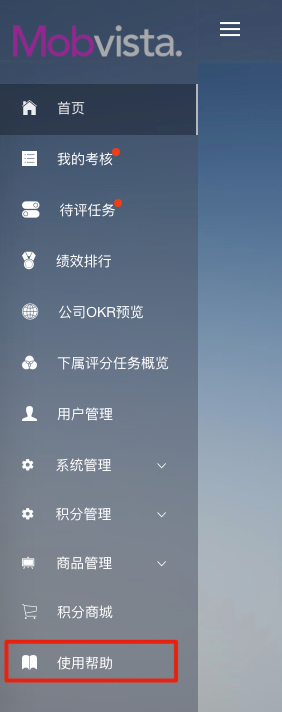 Mobvista.
首页
我的考核
待评任务
绩效排行
公司OKR预览
下属评分任务概览
用户管理
系统管理
积分管理
商品管理
积分商城
使用帮助